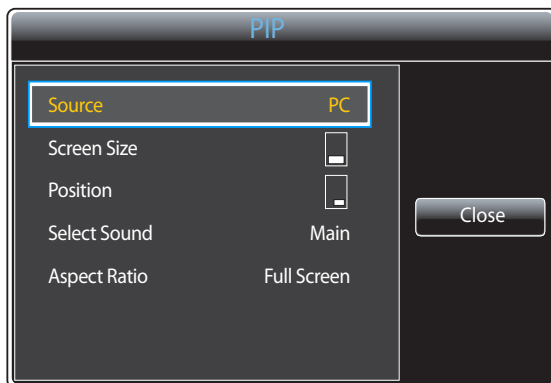 PIP
Source PC
Screen Size
Position
Select Sound Main
Aspect Ratio Full Screen
Close